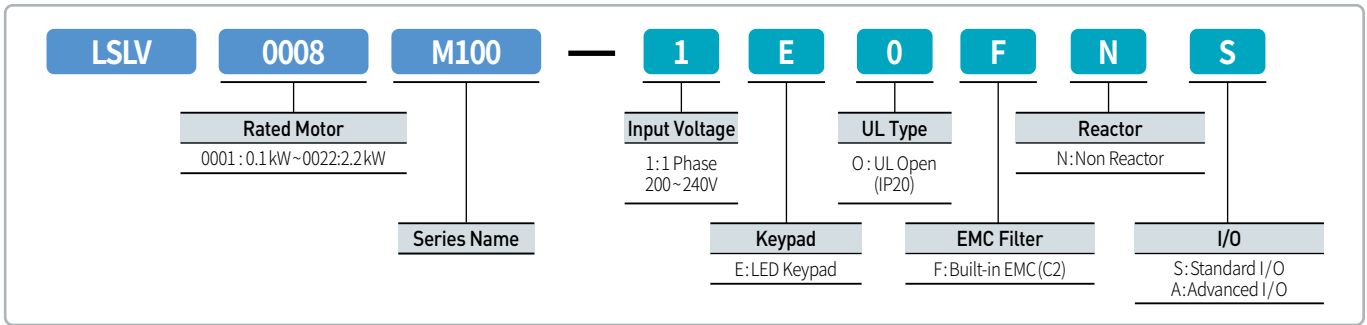 LSLV 0008 M100 — 1 E 0 F N S
Rated Motor
0001 : 0.1 kW~0022:2.2 kW
Input Voltage
1:1 Phase
200~240V
UL Type
O : UL Open
(IP20)
Reactor
N:Non Reactor
Series Name
Keypad
E:LED Keypad
EMC Filter
F:Built-in EMC(C2)
I/O
S:Standard I/O
A:Advanced I/O